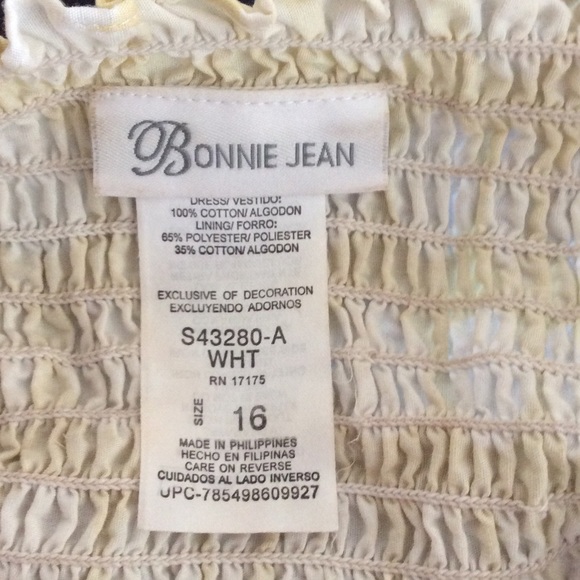 BONNIE JEAN
DRESS/ VESTIDO:
100% COTTON/ ALGODON
LINING/ FORRO:
65% POLYESTER/ POLIESTER
35% COTTON/ ALGODON
EXCLUSIVE OF DECORATION
EXCLUYENDO ADORNOS
S43280-A
WHT
RN 17175
SIZE 16
MADE IN PHILIPPINES
HECHO EN FILIPINAS
CARE ON REVERSE
CUIDADOS AL LADO INVERSO
UPC-785498609927